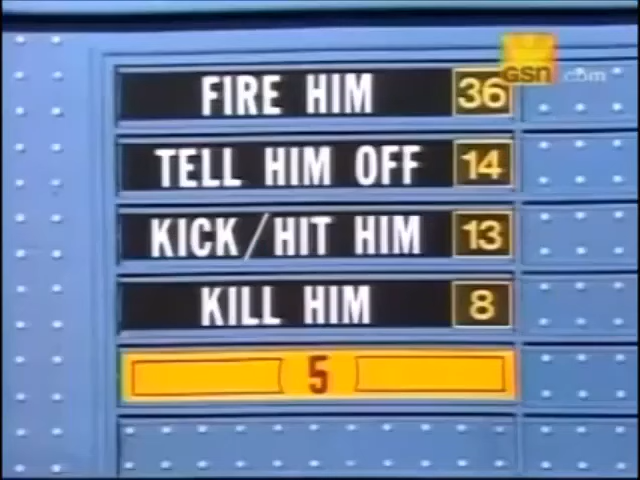 GSN.com
FIRE HIM 36
TELL HIM OFF 14
KICK/HIT HIM 13
KILL HIM 8
5